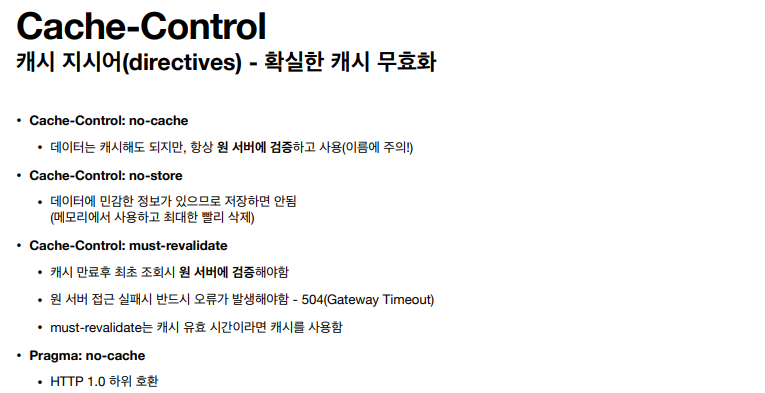 Cache-Control
캐시 지시어(directives) - 확실한 캐시 무효화
• Cache-Control: no-cache
• 데이터는 캐시해도 되지만, 항상 원 서버에 검증하고 사용(이름에 주의!)
• Cache-Control: no-store
• 데이터에 민감한 정보가 있으므로 저장하면 안됨
(메모리에서 사용하고 최대한 빨리 삭제)
• Cache-Control: must-revalidate
• 캐시 만료후 최초 조회시 원 서버에 검증해야함
• 원 서버 접근 실패시 반드시 오류가 발생해야함 - 504(Gateway Timeout)
• must-revalidate는 캐시 유효 시간이라면 캐시를 사용함
• Pragma: no-cache
• HTTP 1.0 하위 호환